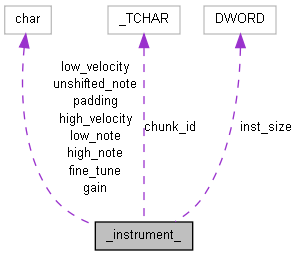 char
_TCHAR
DWORD
low_velocity
unshifted_note
padding
high_velocity
low_note
high_note
fine_tune
gain
chunk_id
inst_size
_instrument_